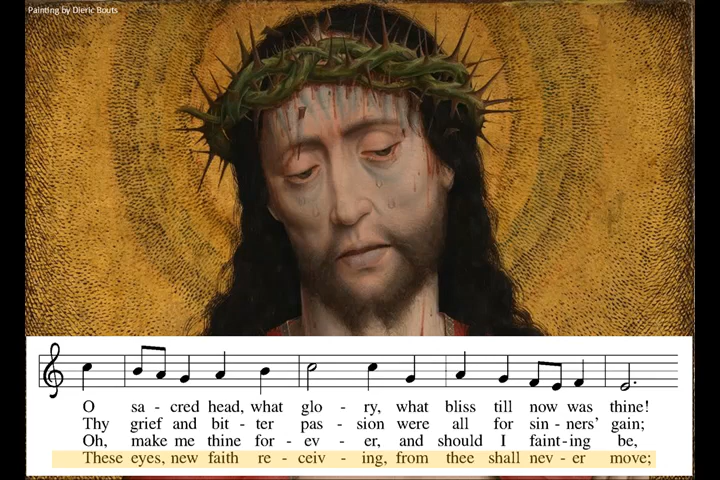 Painting by Dieric Bouts
O sa - cred head, what glo - ry, what bliss till now was thine!
Thy grief and bit - ter pas - sion were all for sin - ners' gain;
Oh, make me thine for - ev - er, and should I faint-ing be,
These eyes, new faith re - ceiv - ing, from thee shall nev - er move;